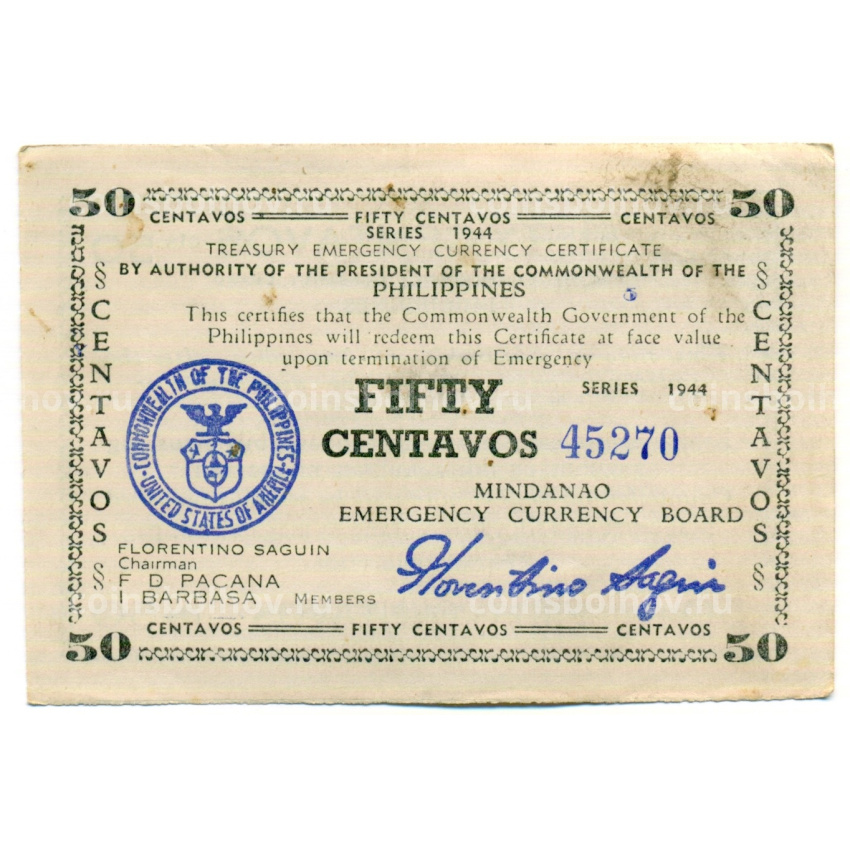 50 50
CENTAVOS FIFTY CENTAVOS CENTAVOS
SERIES 1944
TREASURY EMERGENCY CURRENCY CERTIFICATE
BY AUTHORITY OF THE PRESIDENT OF THE COMMONWEALTH OF THE
PHILIPPINES
This certifies that the Commonwealth Government of the
Philippines will redeem this Certificate at face value
upon termination of Emergency
§ CENTAVOS §
§ CENTAVOS §
FIFTY SERIES 1944
CENTAVOS 45270
COMMONWEALTH OF THE PHILIPPINES
UNITED STATES OF AMERICA
MINDANAO
EMERGENCY CURRENCY BOARD
FLORENTINO SAGUIN
Chairman
F D PACANA
I BARBASA MEMBERS
Florentino Saguin
CENTAVOS FIFTY CENTAVOS CENTAVOS
50 50
coinsbolhov.ru
coinsbolhov.ru